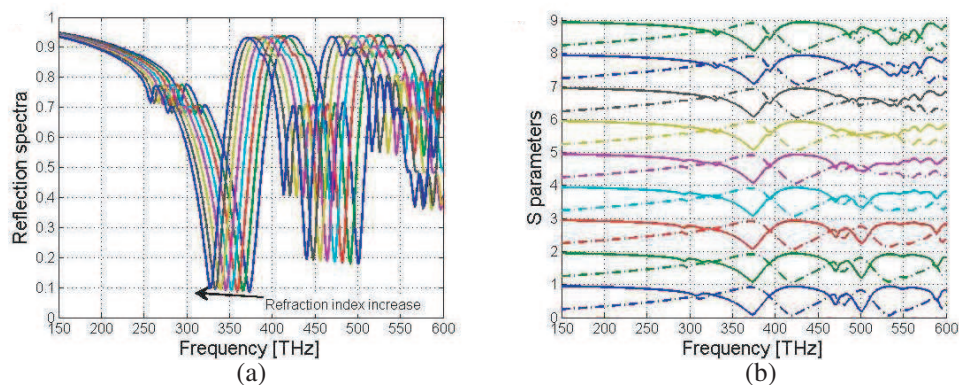 1
0.9
0.8
0.7
0.6
0.5
0.4
0.3
0.2
0.1
0
Reflection spectra
Refraction index increase
150 200 250 300 350 400 450 500 550 600
Frequency [THz]
(a)
9
8
7
6
5
4
3
2
1
0
S parameters
150 200 250 300 350 400 450 500 550 600
Frequency [THz]
(b)